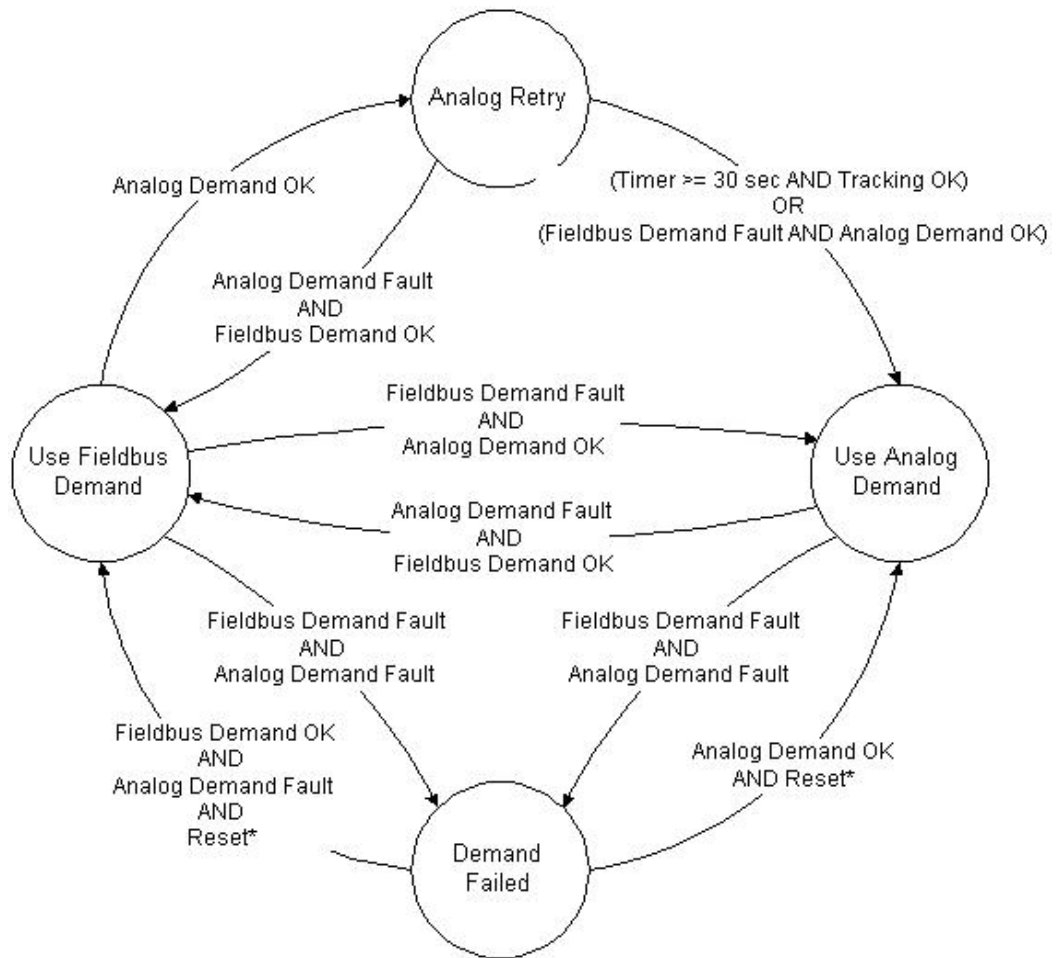 Analog Retry
Analog Demand OK
(Timer >= 30 sec AND Tracking OK)
OR
(Fieldbus Demand Fault AND Analog Demand OK)
Analog Demand Fault
AND
Fieldbus Demand OK
Fieldbus Demand Fault
AND
Analog Demand OK
Use Fieldbus
Demand
Use Analog
Demand
Analog Demand Fault
AND
Fieldbus Demand OK
Fieldbus Demand Fault
AND
Analog Demand Fault
Fieldbus Demand Fault
AND
Analog Demand Fault
Fieldbus Demand OK
AND
Analog Demand Fault
AND
Reset*
Analog Demand OK
AND Reset*
Demand
Failed